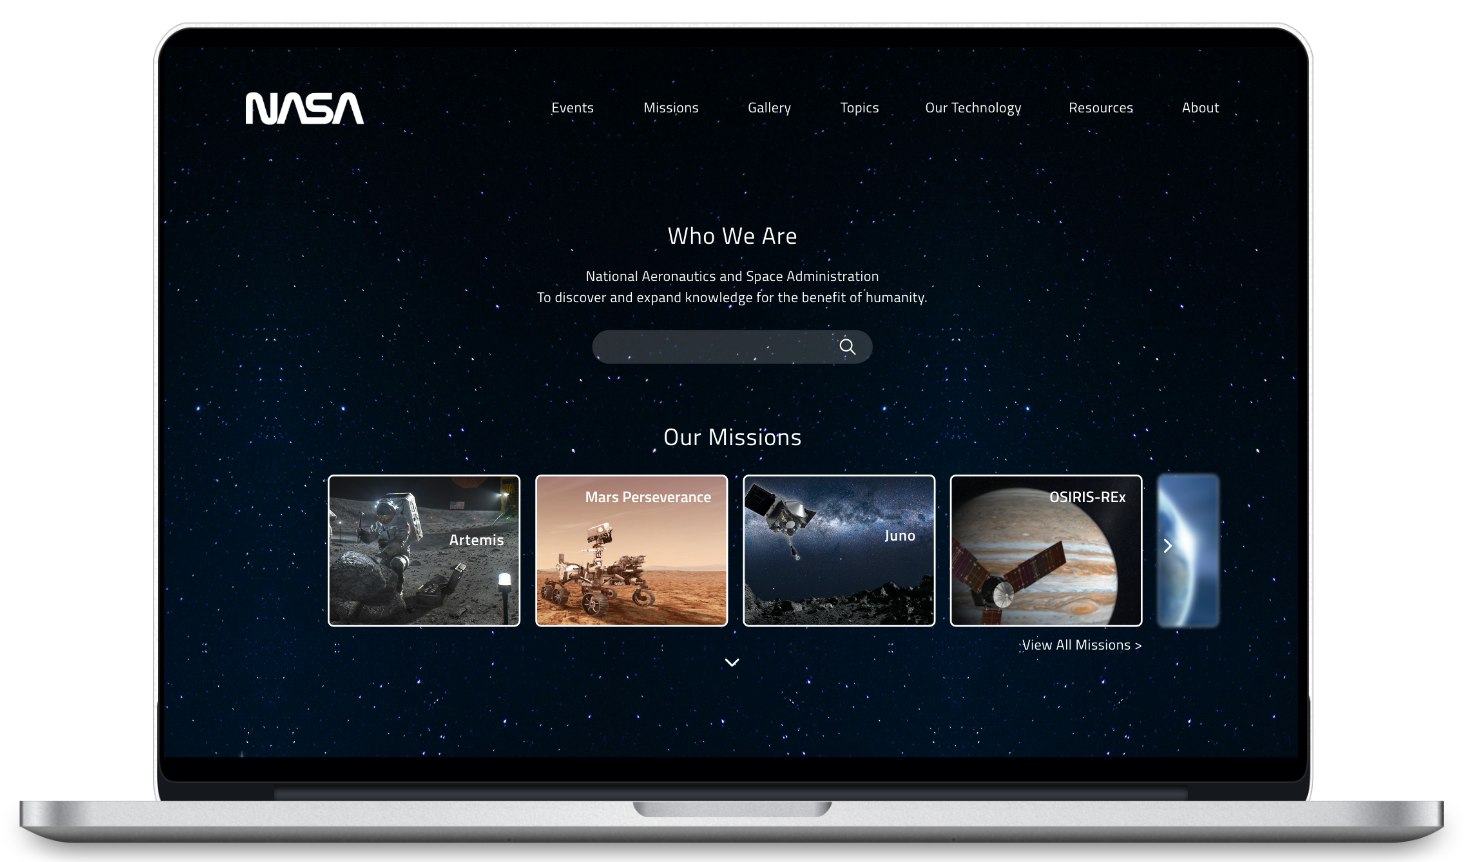 NASA
Events
Missions
Gallery
Topics
Our Technology
Resources
About
Who We Are
National Aeronautics and Space Administration
To discover and expand knowledge for the benefit of humanity.
Our Missions
Artemis
Mars Perseverance
Juno
OSIRIS-REx
View All Missions >